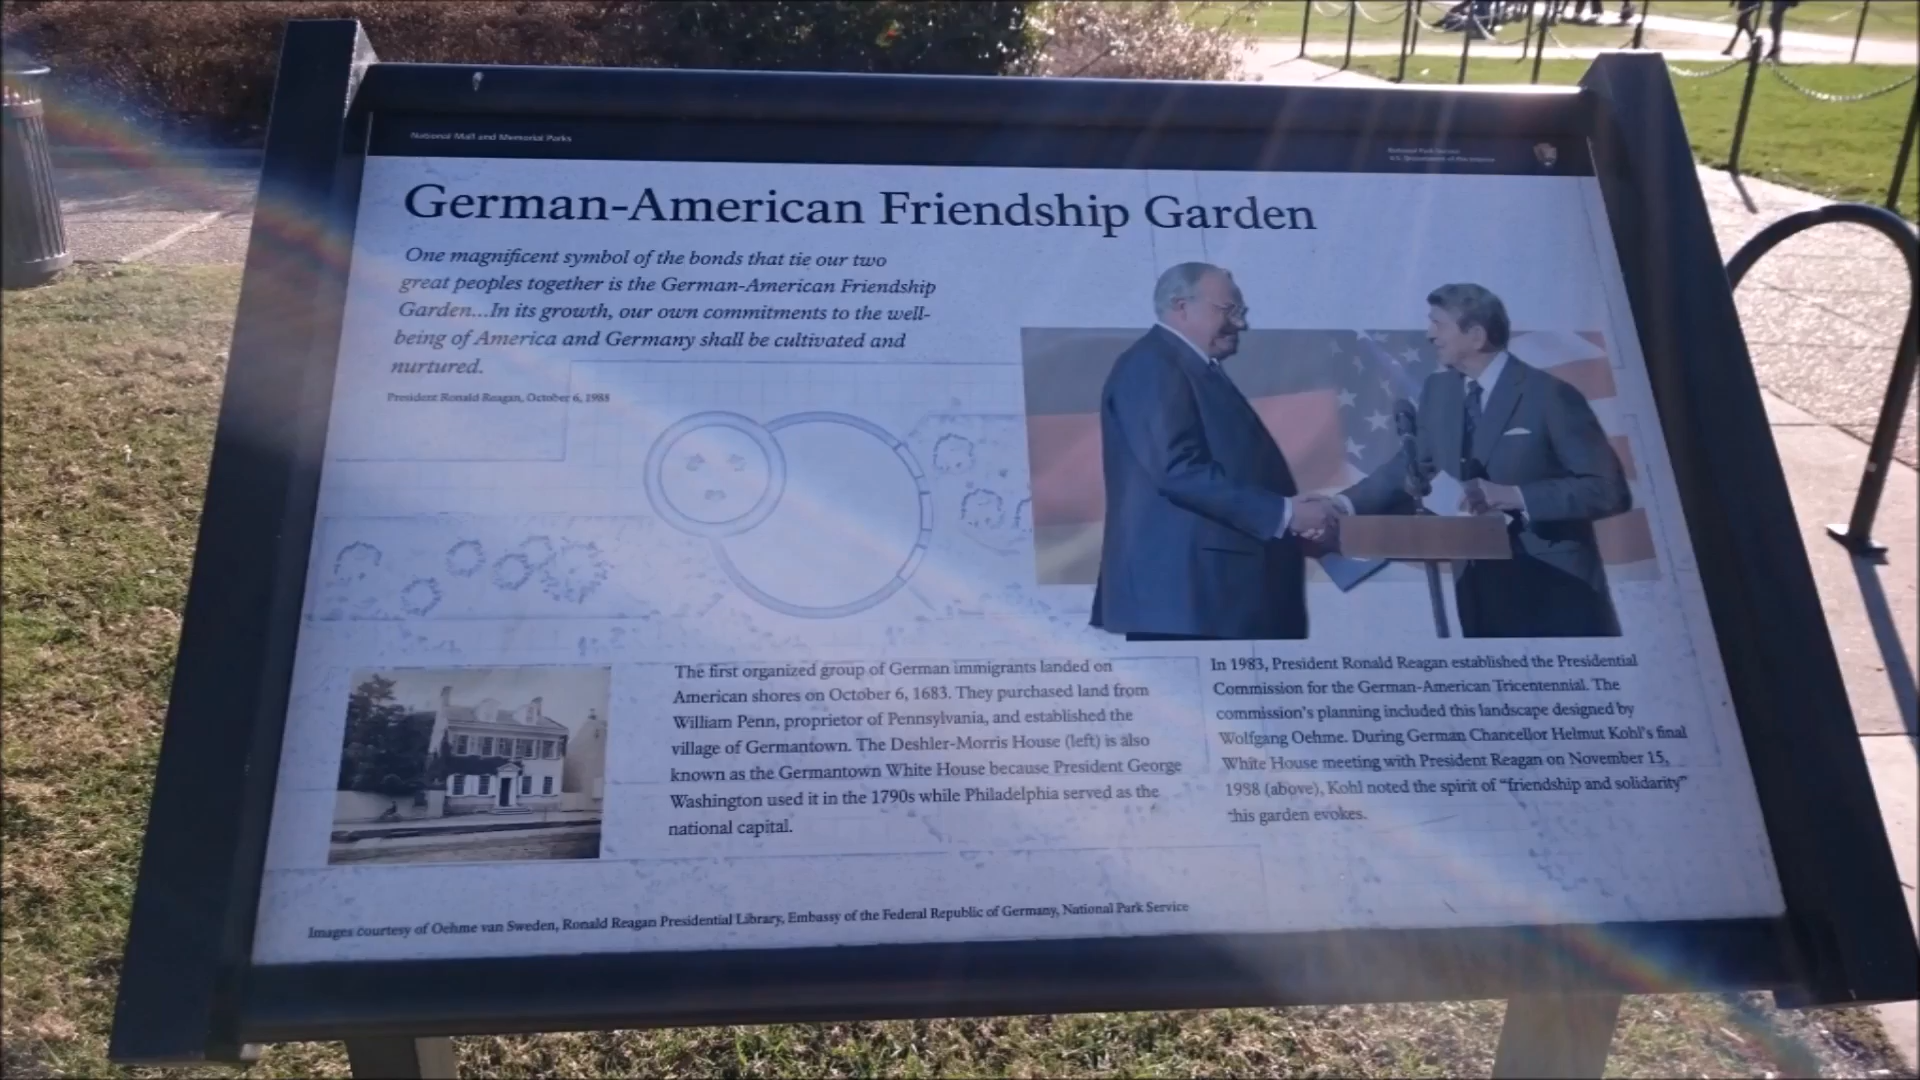 National Mall and Memorial Parks
National Park Service
U.S. Department of the Interior
German-American Friendship Garden
One magnificent symbol of the bonds that tie our two
great peoples together is the German-American Friendship
Garden...In its growth, our own commitments to the well-
being of America and Germany shall be cultivated and
nurtured.
President Ronald Reagan, October 6, 1988
The first organized group of German immigrants landed on
American shores on October 6, 1683. They purchased land from
William Penn, proprietor of Pennsylvania, and established the
village of Germantown. The Deshler-Morris House (left) is also
known as the Germantown White House because President George
Washington used it in the 1790s while Philadelphia served as the
national capital.
In 1983, President Ronald Reagan established the Presidential
Commission for the German-American Tricentennial. The
commission's planning included this landscape designed by
Wolfgang Oehme. During German Chancellor Helmut Kohl's final
White House meeting with President Reagan on November 15,
1988 (above), Kohl noted the spirit of "friendship and solidarity"
this garden evokes.
Images courtesy of Oehme van Sweden, Ronald Reagan Presidential Library, Embassy of the Federal Republic of Germany, National Park Service